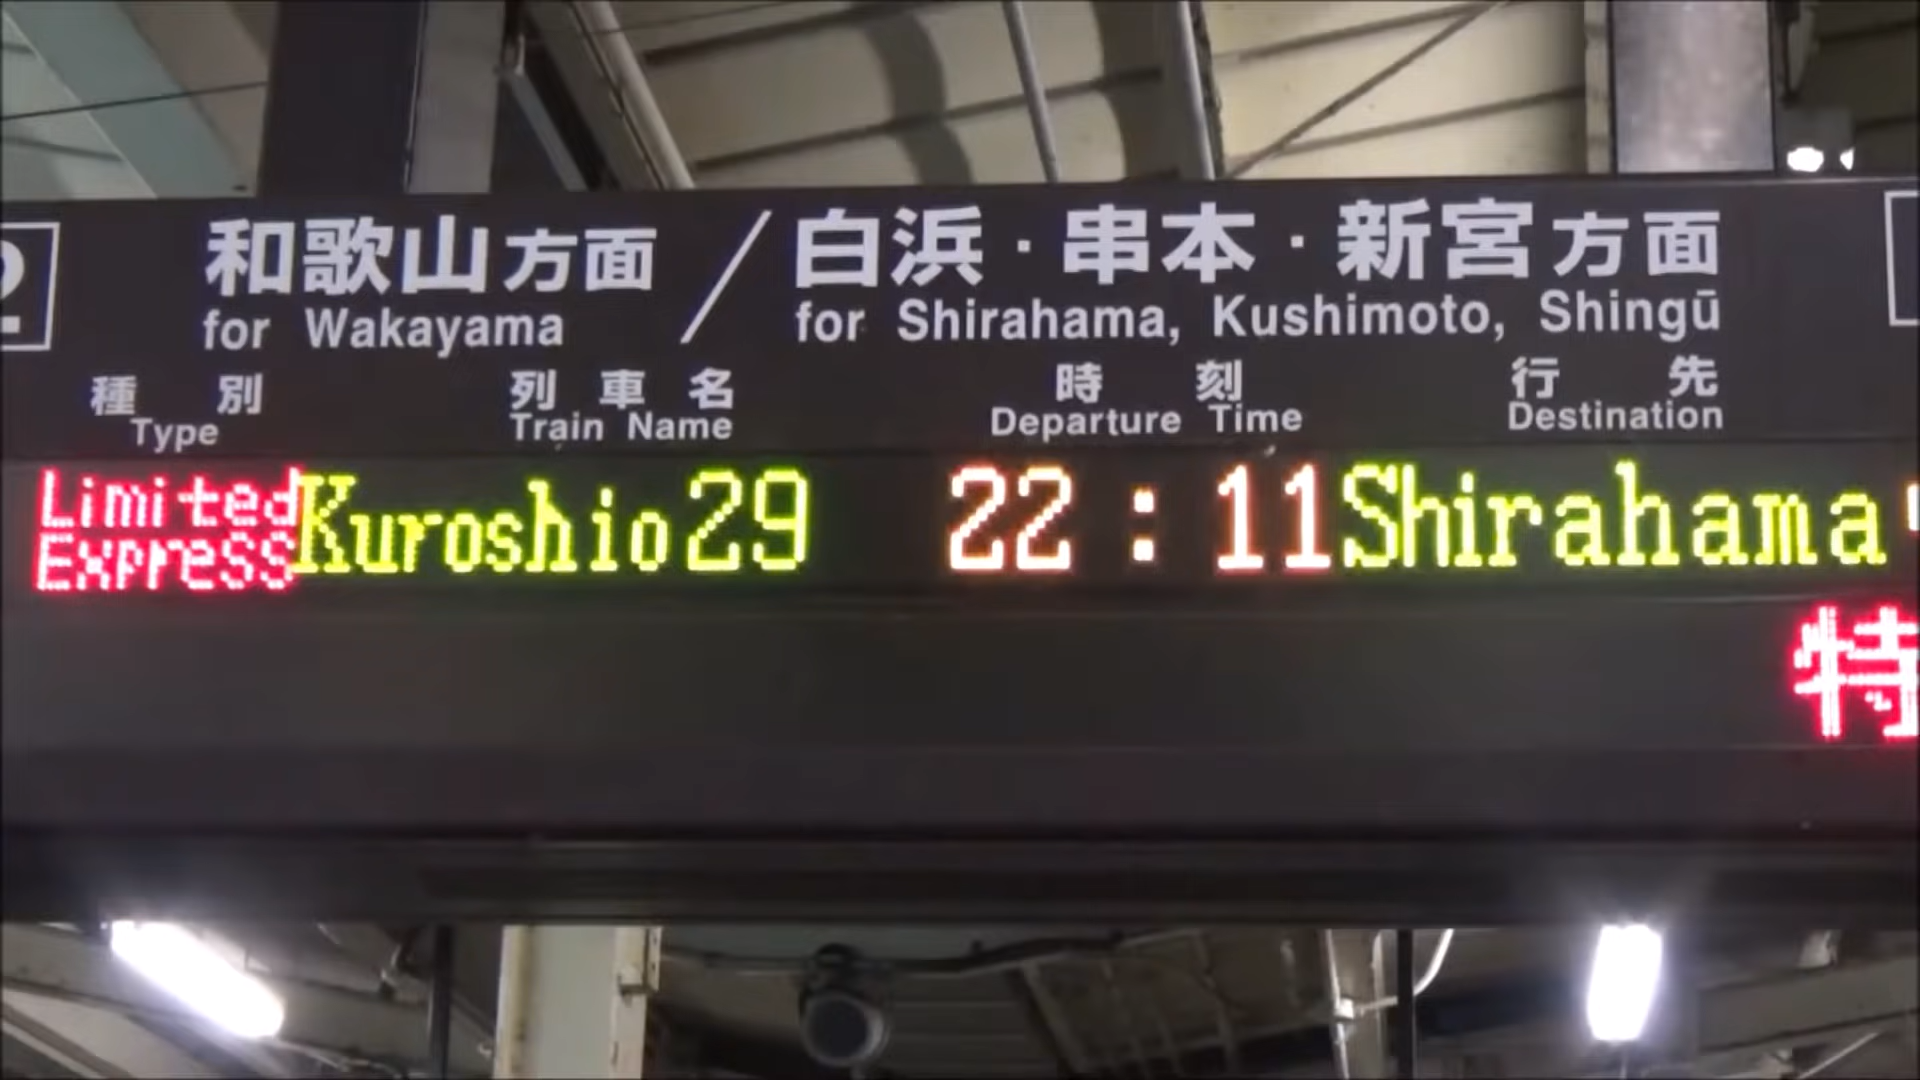 2 和歌山方面／白浜・串本・新宮方面
for Wakayama for Shirahama, Kushimoto, Shingū
種別 列車名 時刻 行先
Type Train Name Departure Time Destination
Limited Express Kuroshio29 22:11 Shirahama
特